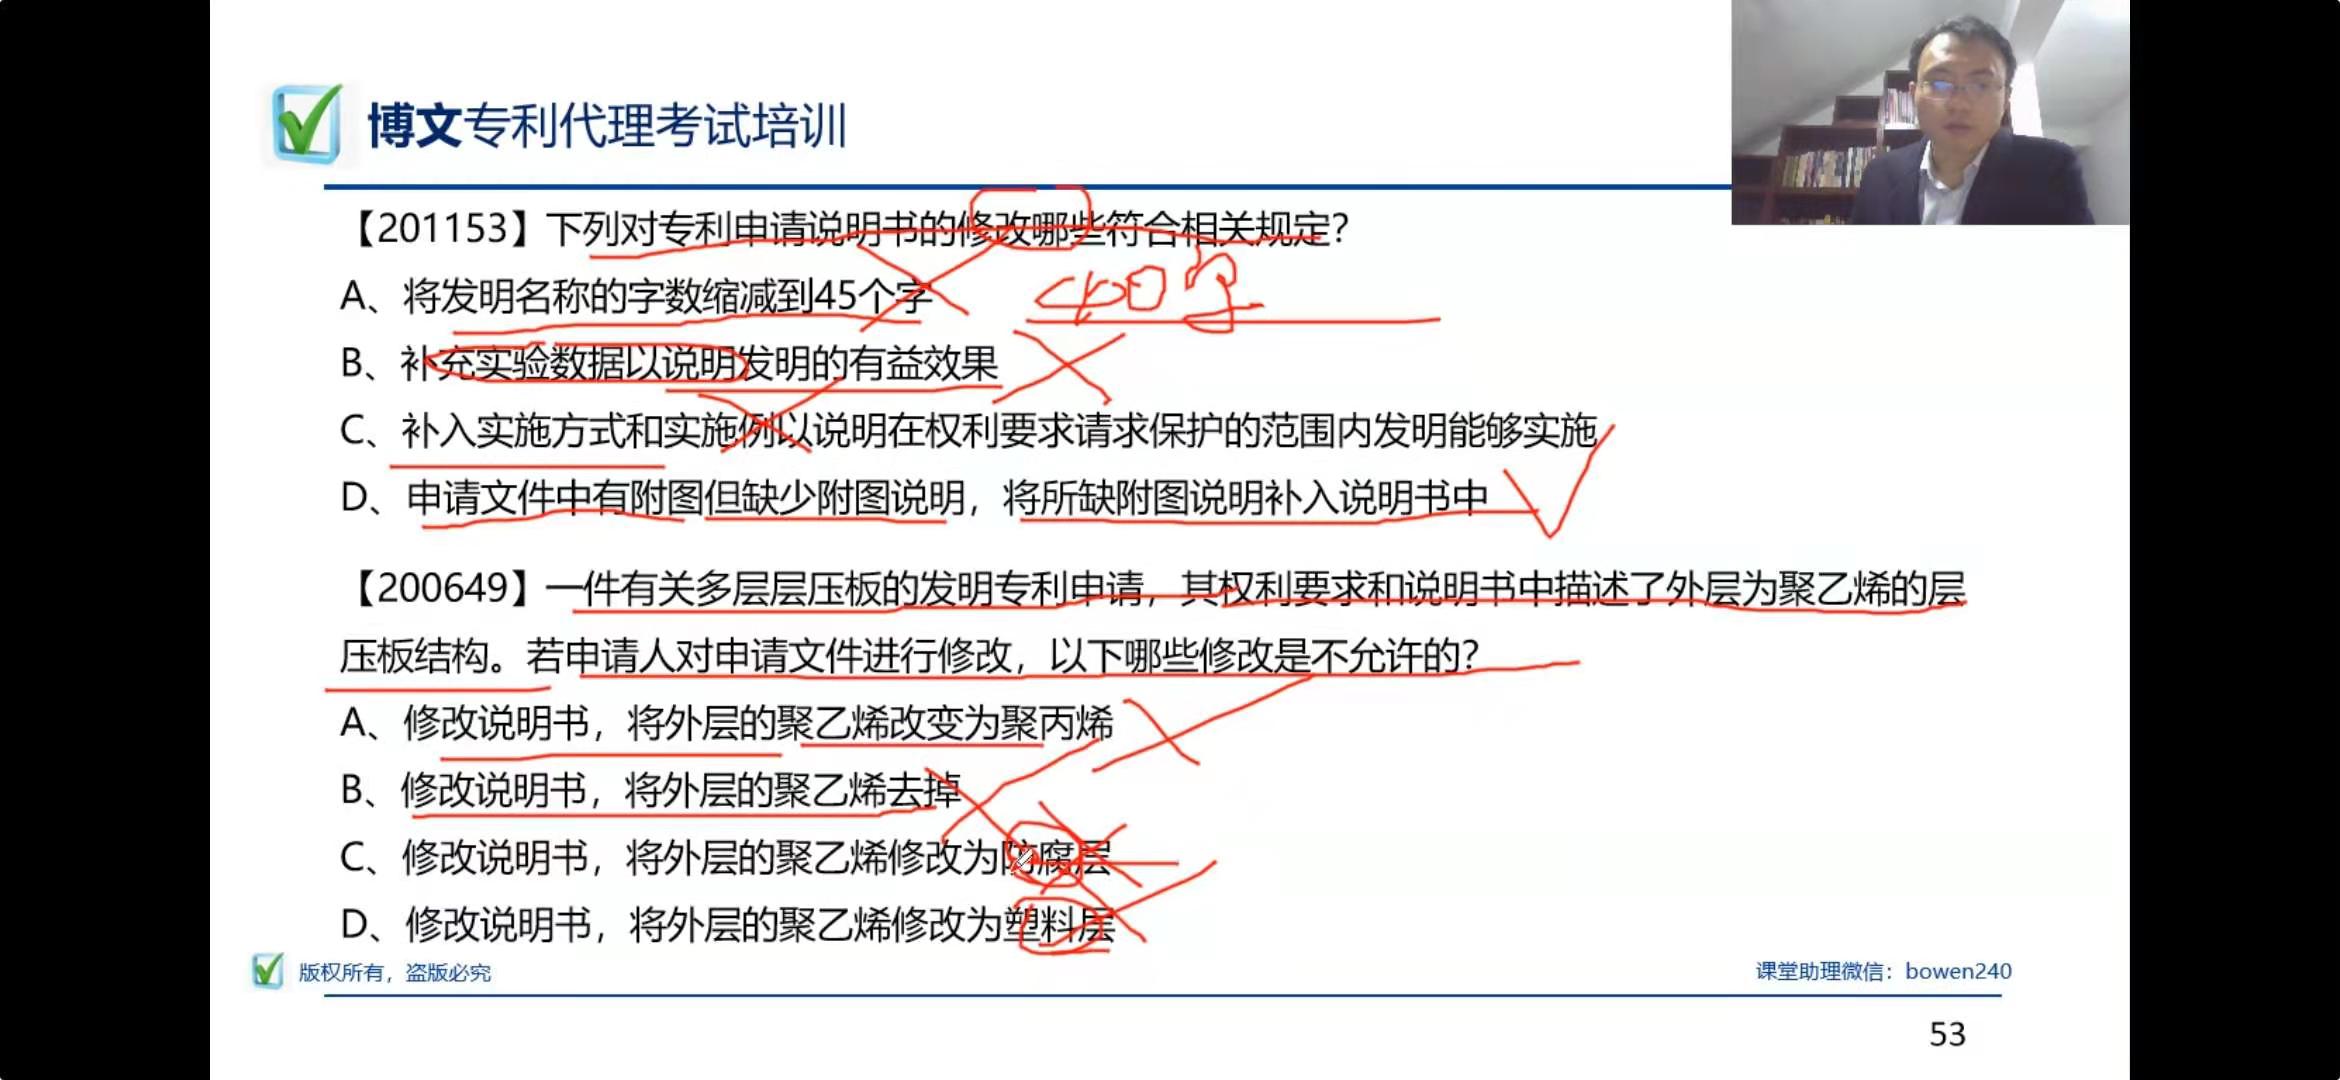 博文专利代理考试培训
【201153】下列对专利申请说明书的修改哪些符合相关规定？
A、将发明名称的字数缩减到45个字
40字
B、补充实验数据以说明发明的有益效果
C、补入实施方式和实施例以说明在权利要求请求保护的范围内发明能够实施
D、申请文件中有附图但缺少附图说明，将所缺附图说明补入说明书中
【200649】一件有关多层层压板的发明专利申请，其权利要求和说明书中描述了外层为聚乙烯的层
压板结构。若申请人对申请文件进行修改，以下哪些修改是不允许的？
A、修改说明书，将外层的聚乙烯改变为聚丙烯
B、修改说明书，将外层的聚乙烯去掉
C、修改说明书，将外层的聚乙烯修改为防腐层
D、修改说明书，将外层的聚乙烯修改为塑料层
版权所有，盗版必究
课堂助理微信：bowen240
53